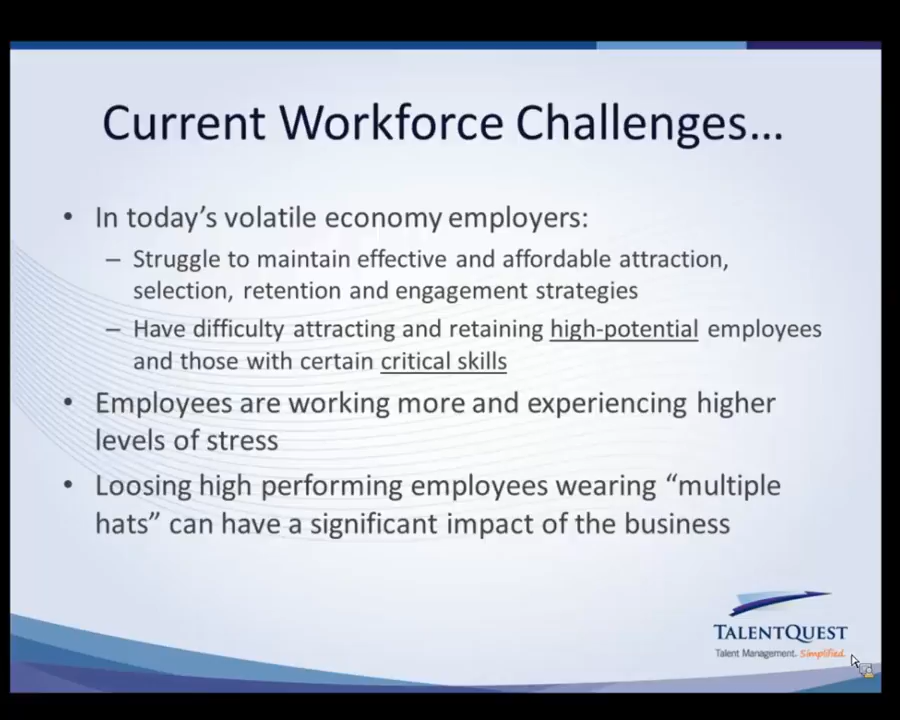 Current Workforce Challenges…
• In today’s volatile economy employers:
– Struggle to maintain effective and affordable attraction,
selection, retention and engagement strategies
– Have difficulty attracting and retaining high-potential employees
and those with certain critical skills
• Employees are working more and experiencing higher
levels of stress
• Loosing high performing employees wearing “multiple
hats” can have a significant impact of the business
TALENTQUEST
Talent Management. Simplified.